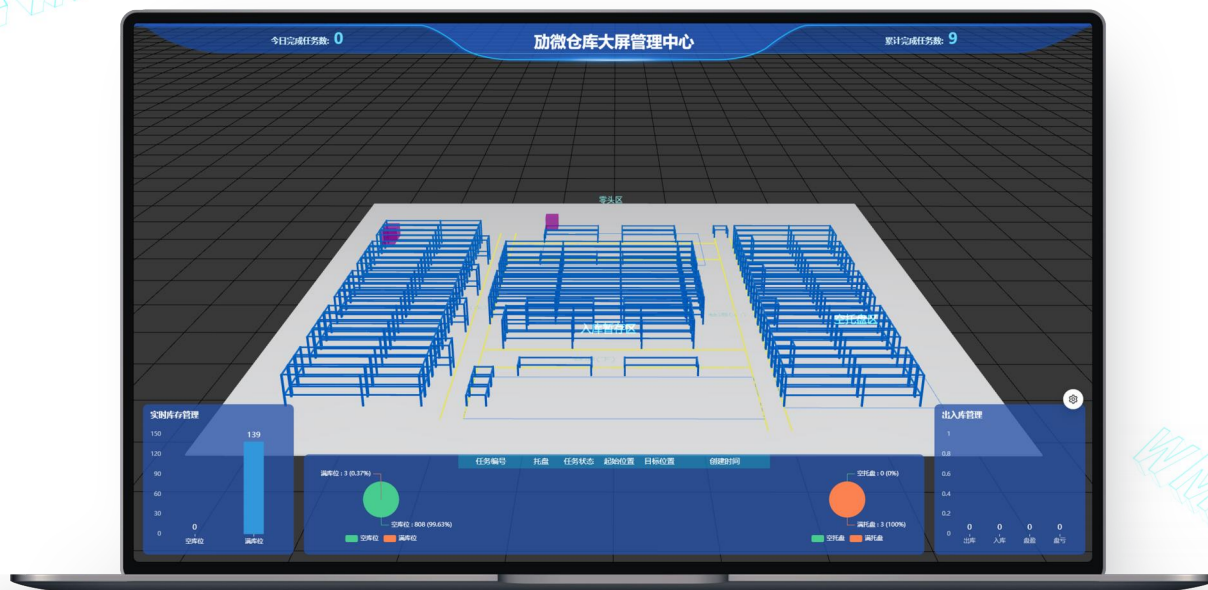 今日完成任务数: 0
劢微仓库大屏管理中心
累计完成任务数: 9
零头区
空托盘区
入库暂存区
实时库存管理
150
120
90
60
30
0
139
0
空库位
满库位
任务编号 托盘 任务状态 起始位置 目标位置 创建时间
满库位 : 3 (0.37%)
空库位 : 808 (99.63%)
空库位 满库位
空托盘 : 0 (0%)
满托盘 : 3 (100%)
空托盘 满托盘
出入库管理
1
0.8
0.6
0.4
0.2
0
0 0 0 0
出库 入库 盘盈 盘亏